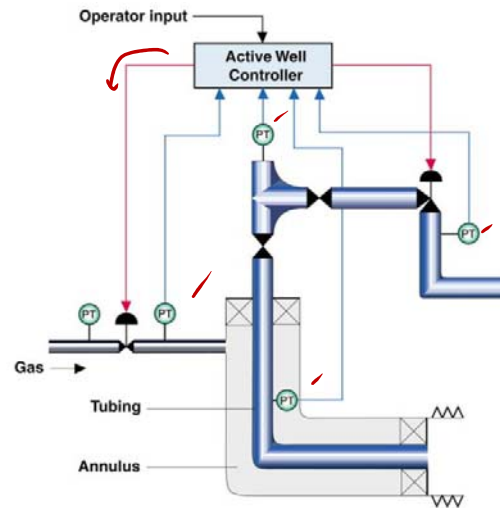 Operator input
Active Well
Controller
PT
PT
PT
PT
Gas
Tubing
PT
Annulus